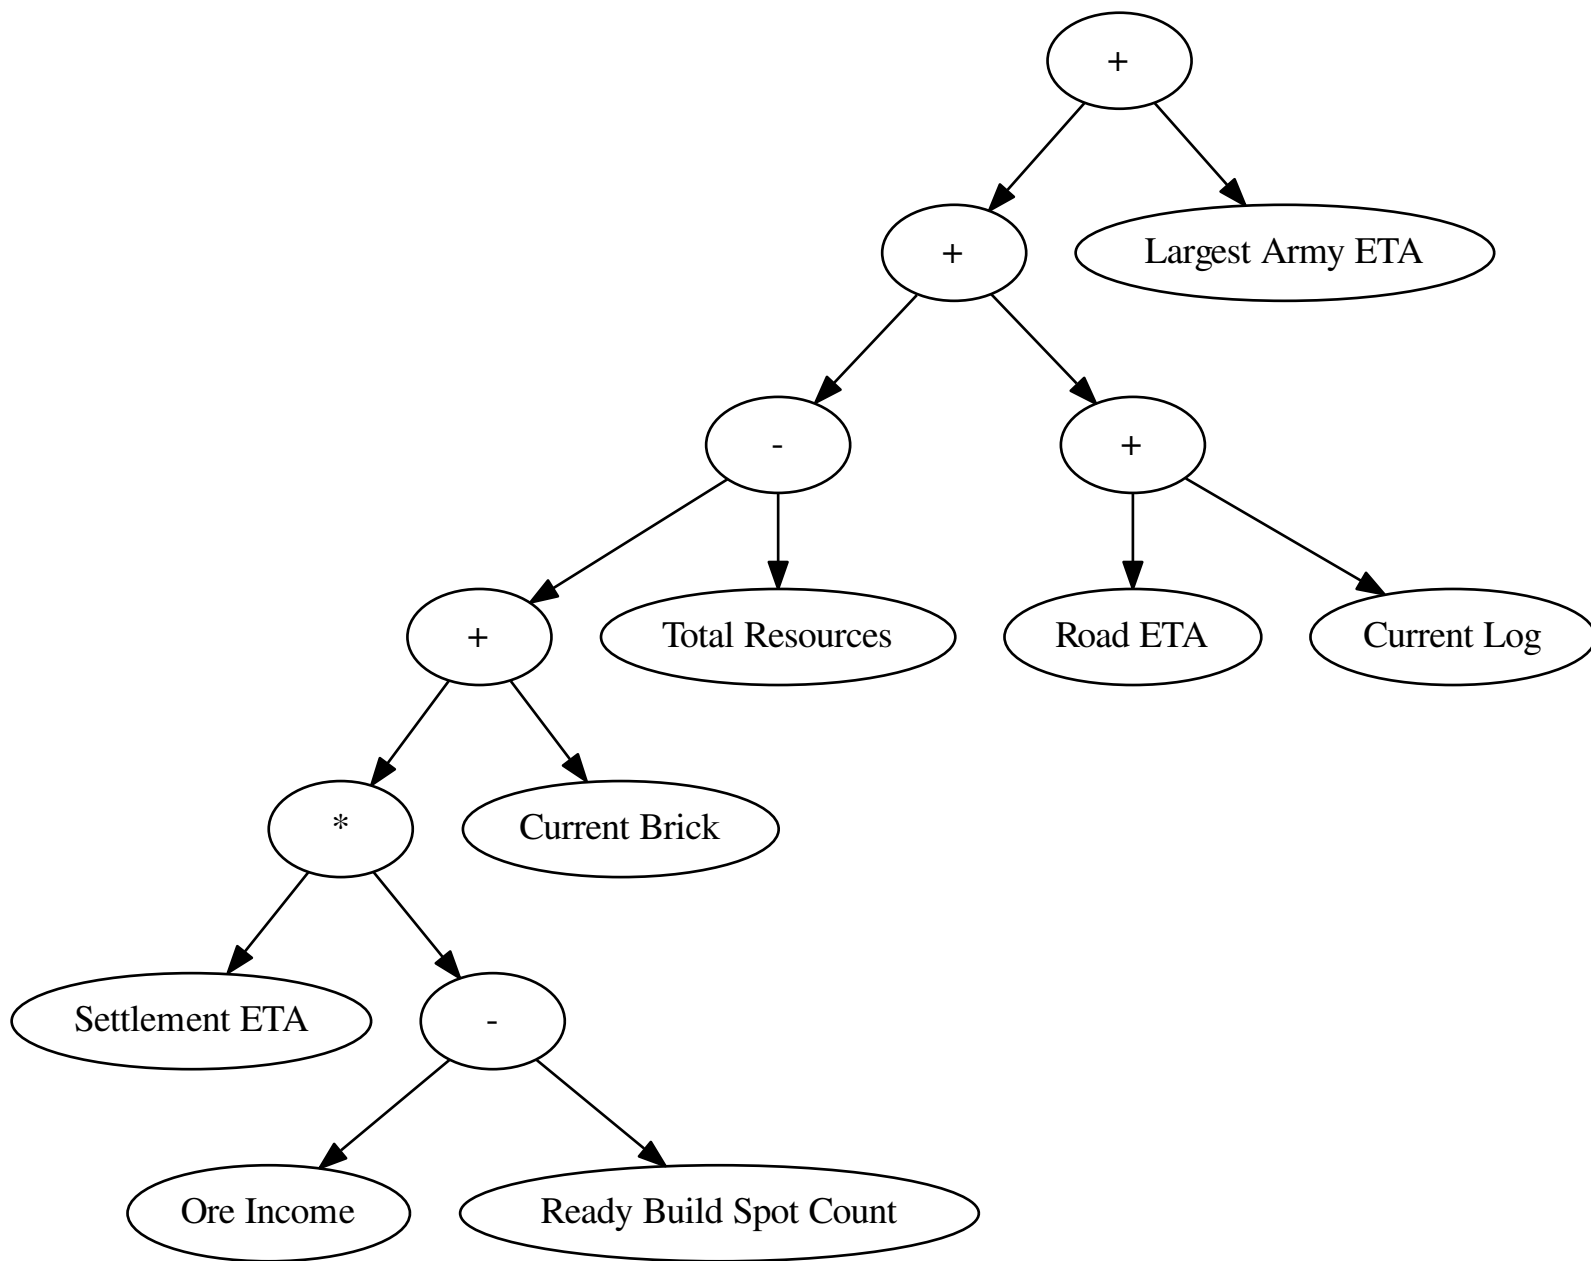 +
+
Largest Army ETA
-
+
+
Total Resources
Road ETA
Current Log
*
Current Brick
Settlement ETA
-
Ore Income
Ready Build Spot Count